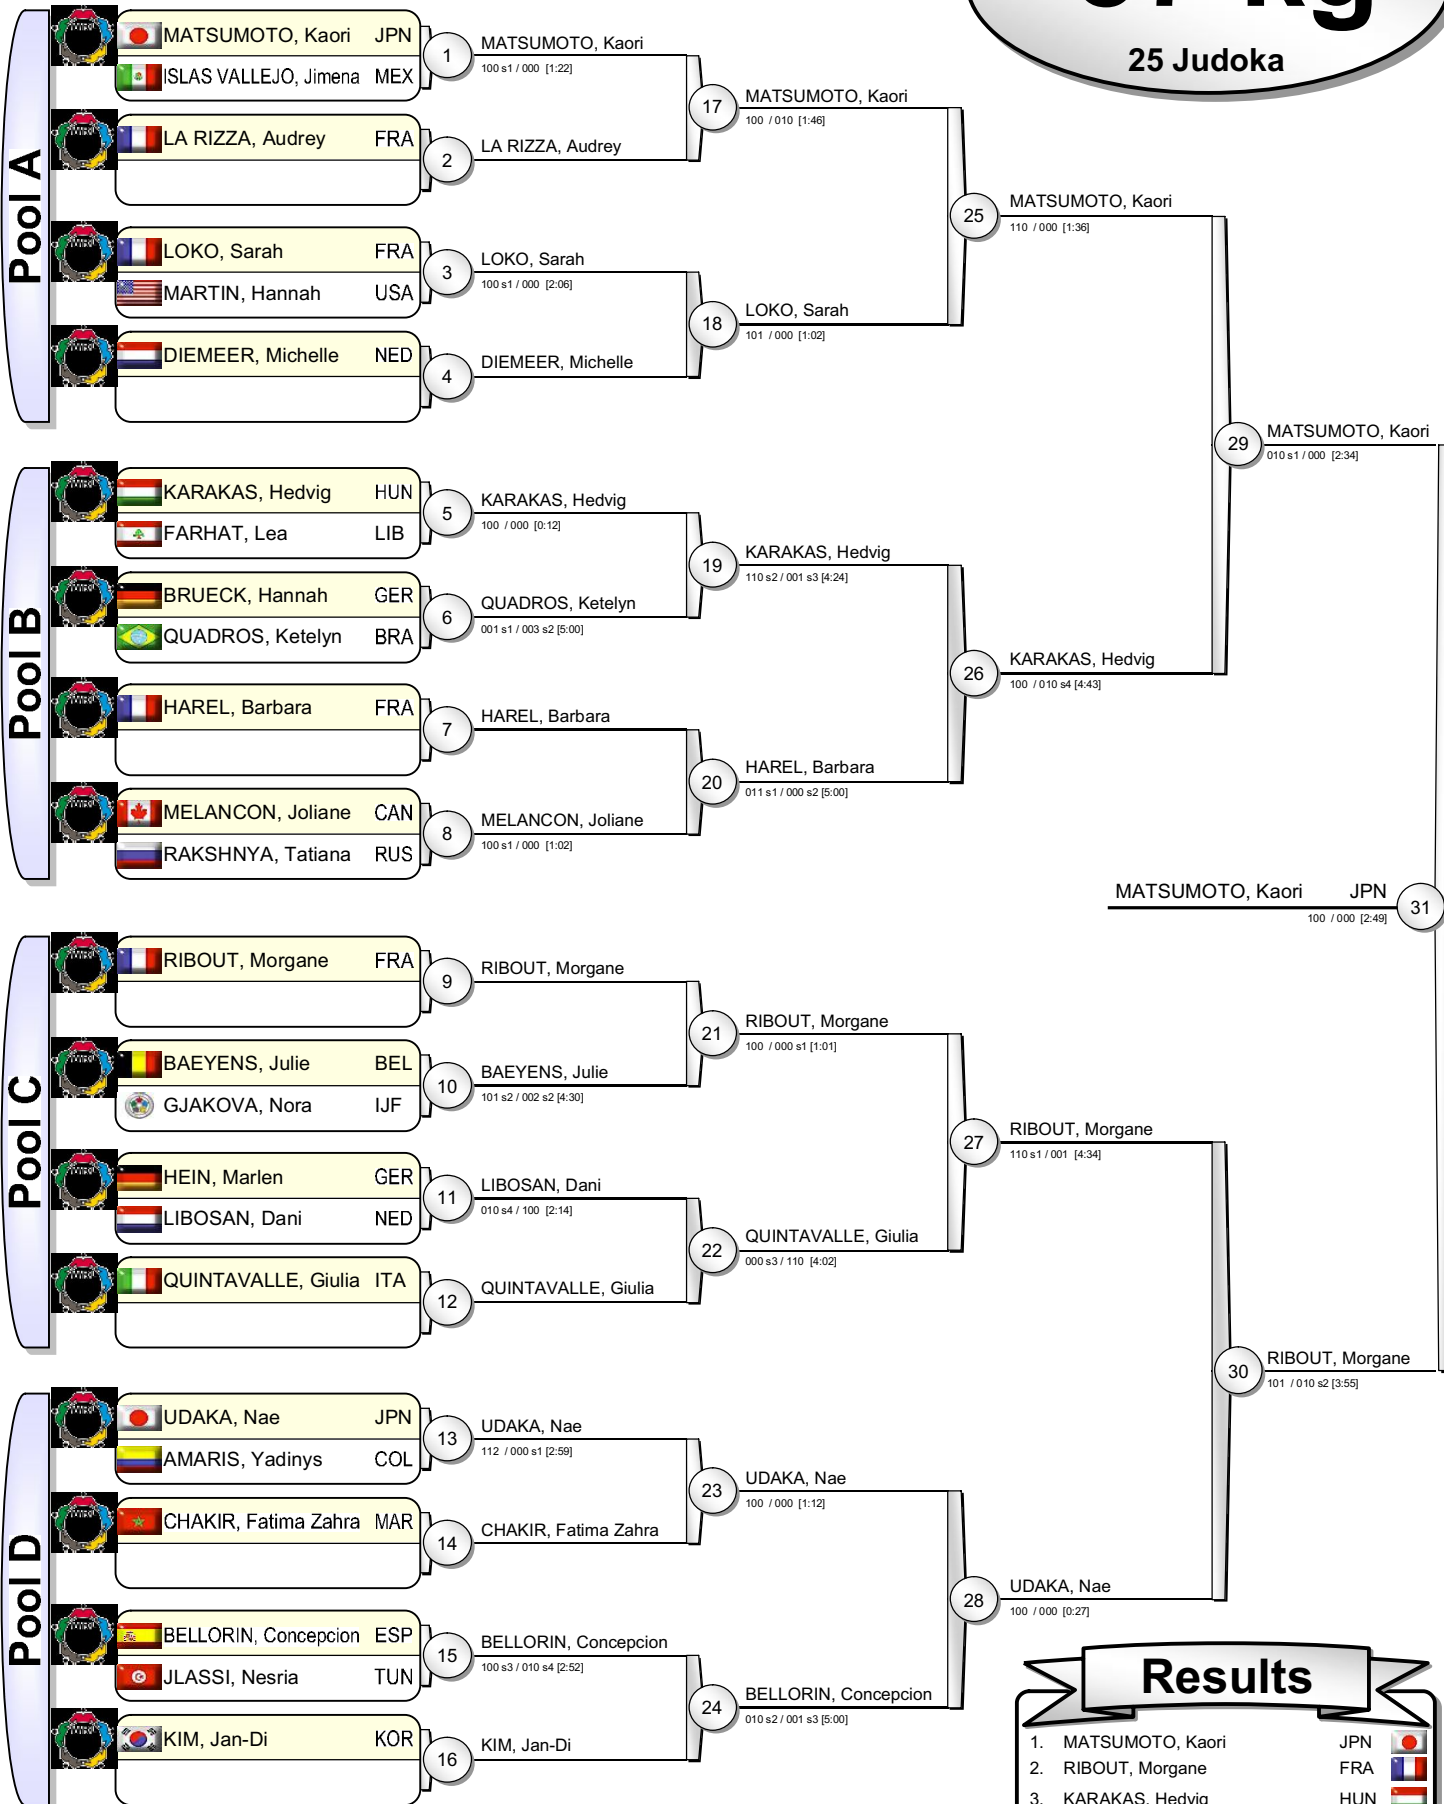 25 Judoka
Pool A
MATSUMOTO, Kaori JPN
ISLAS VALLEJO, Jimena MEX
1
MATSUMOTO, Kaori
100 s1 / 000 [1:22]
LA RIZZA, Audrey FRA
2
LA RIZZA, Audrey
17
MATSUMOTO, Kaori
100 / 010 [1:46]
LOKO, Sarah FRA
MARTIN, Hannah USA
3
LOKO, Sarah
100 s1 / 000 [2:06]
DIEMEER, Michelle NED
4
DIEMEER, Michelle
18
LOKO, Sarah
101 / 000 [1:02]
25
MATSUMOTO, Kaori
110 / 000 [1:36]
Pool B
KARAKAS, Hedvig HUN
FARHAT, Lea LIB
5
KARAKAS, Hedvig
100 / 000 [0:12]
BRUECK, Hannah GER
QUADROS, Ketelyn BRA
6
QUADROS, Ketelyn
001 s1 / 003 s2 [5:00]
19
KARAKAS, Hedvig
110 s2 / 001 s3 [4:24]
HAREL, Barbara FRA
7
HAREL, Barbara
MELANCON, Joliane CAN
RAKSHNYA, Tatiana RUS
8
MELANCON, Joliane
100 s1 / 000 [1:02]
20
HAREL, Barbara
011 s1 / 000 s2 [5:00]
26
KARAKAS, Hedvig
100 / 010 s4 [4:43]
29
MATSUMOTO, Kaori
010 s1 / 000 [2:34]
MATSUMOTO, Kaori JPN
100 / 000 [2:49]
31
Pool C
RIBOUT, Morgane FRA
9
RIBOUT, Morgane
BAEYENS, Julie BEL
GJAKOVA, Nora IJF
10
BAEYENS, Julie
101 s2 / 002 s2 [4:30]
21
RIBOUT, Morgane
100 / 000 s1 [1:01]
HEIN, Marlen GER
LIBOSAN, Dani NED
11
LIBOSAN, Dani
010 s4 / 100 [2:14]
QUINTAVALLE, Giulia ITA
12
QUINTAVALLE, Giulia
22
QUINTAVALLE, Giulia
000 s3 / 110 [4:02]
27
RIBOUT, Morgane
110 s1 / 001 [4:34]
Pool D
UDAKA, Nae JPN
AMARIS, Yadinys COL
13
UDAKA, Nae
112 / 000 s1 [2:59]
CHAKIR, Fatima Zahra MAR
14
CHAKIR, Fatima Zahra
23
UDAKA, Nae
100 / 000 [1:12]
BELLORIN, Concepcion ESP
JLASSI, Nesria TUN
15
BELLORIN, Concepcion
100 s3 / 010 s4 [2:52]
KIM, Jan-Di KOR
16
KIM, Jan-Di
24
BELLORIN, Concepcion
010 s2 / 001 s3 [5:00]
28
UDAKA, Nae
100 / 000 [0:27]
30
RIBOUT, Morgane
101 / 010 s2 [3:55]
Results
1. MATSUMOTO, Kaori JPN
2. RIBOUT, Morgane FRA
3. KARAKAS, Hedvig HUN